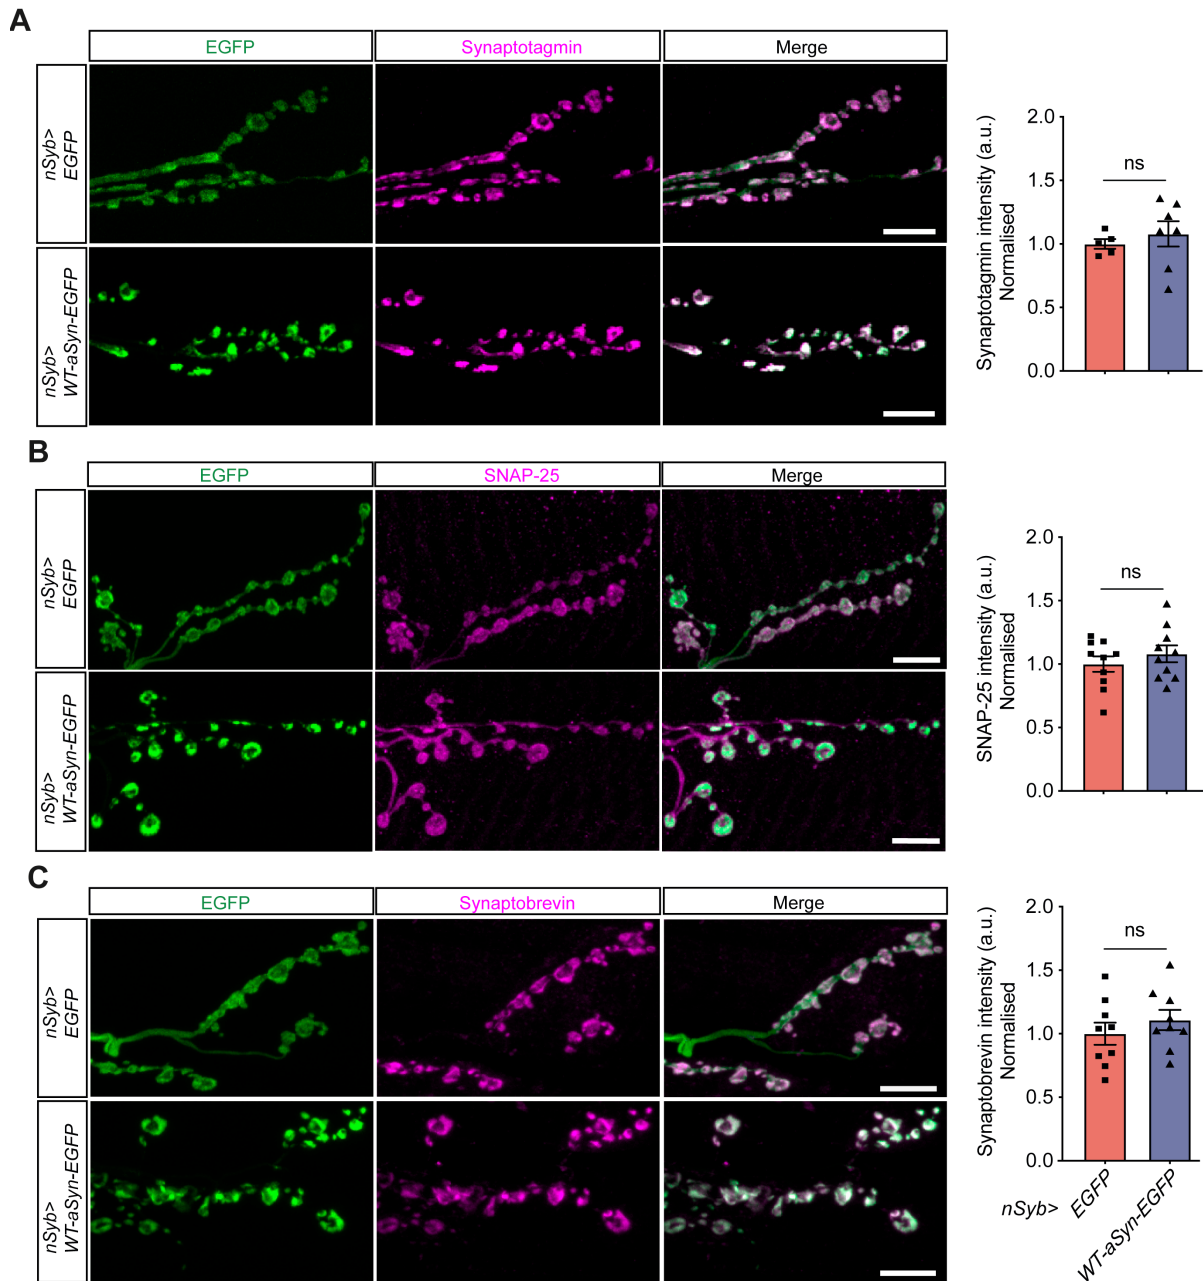 A
EGFP
Synaptotagmin
Merge
nSyb>
EGFP
nSyb>
WT-aSyn-EGFP
Synaptotagmin intensity (a.u.)
Normalised
2.0
1.5
1.0
0.5
0.0
ns
B
EGFP
SNAP-25
Merge
nSyb>
EGFP
nSyb>
WT-aSyn-EGFP
SNAP-25 intensity (a.u.)
Normalised
2.0
1.5
1.0
0.5
0.0
ns
C
EGFP
Synaptobrevin
Merge
nSyb>
EGFP
nSyb>
WT-aSyn-EGFP
Synaptobrevin intensity (a.u.)
Normalised
2.0
1.5
1.0
0.5
0.0
ns
nSyb>
EGFP
WT-aSyn-EGFP